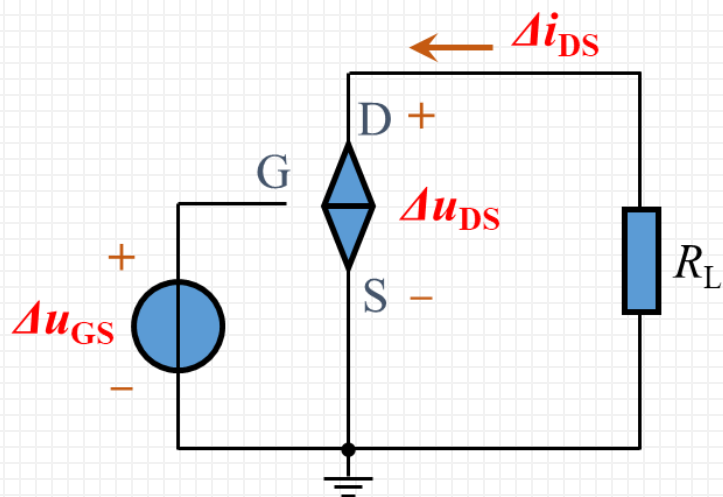 Δi_DS
D +
G
Δu_DS
+
R_L
S −
Δu_GS
−